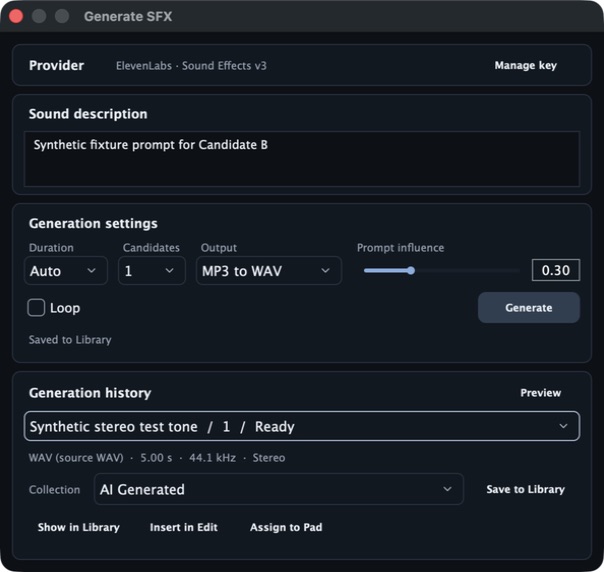 Generate SFX
Provider ElevenLabs · Sound Effects v3 Manage key
Sound description
Synthetic fixture prompt for Candidate B
Generation settings
Duration Candidates Output Prompt influence
Auto 1 MP3 to WAV 0.30
Loop Generate
Saved to Library
Generation history Preview
Synthetic stereo test tone / 1 / Ready
WAV (source WAV) · 5.00 s · 44.1 kHz · Stereo
Collection AI Generated Save to Library
Show in Library Insert in Edit Assign to Pad